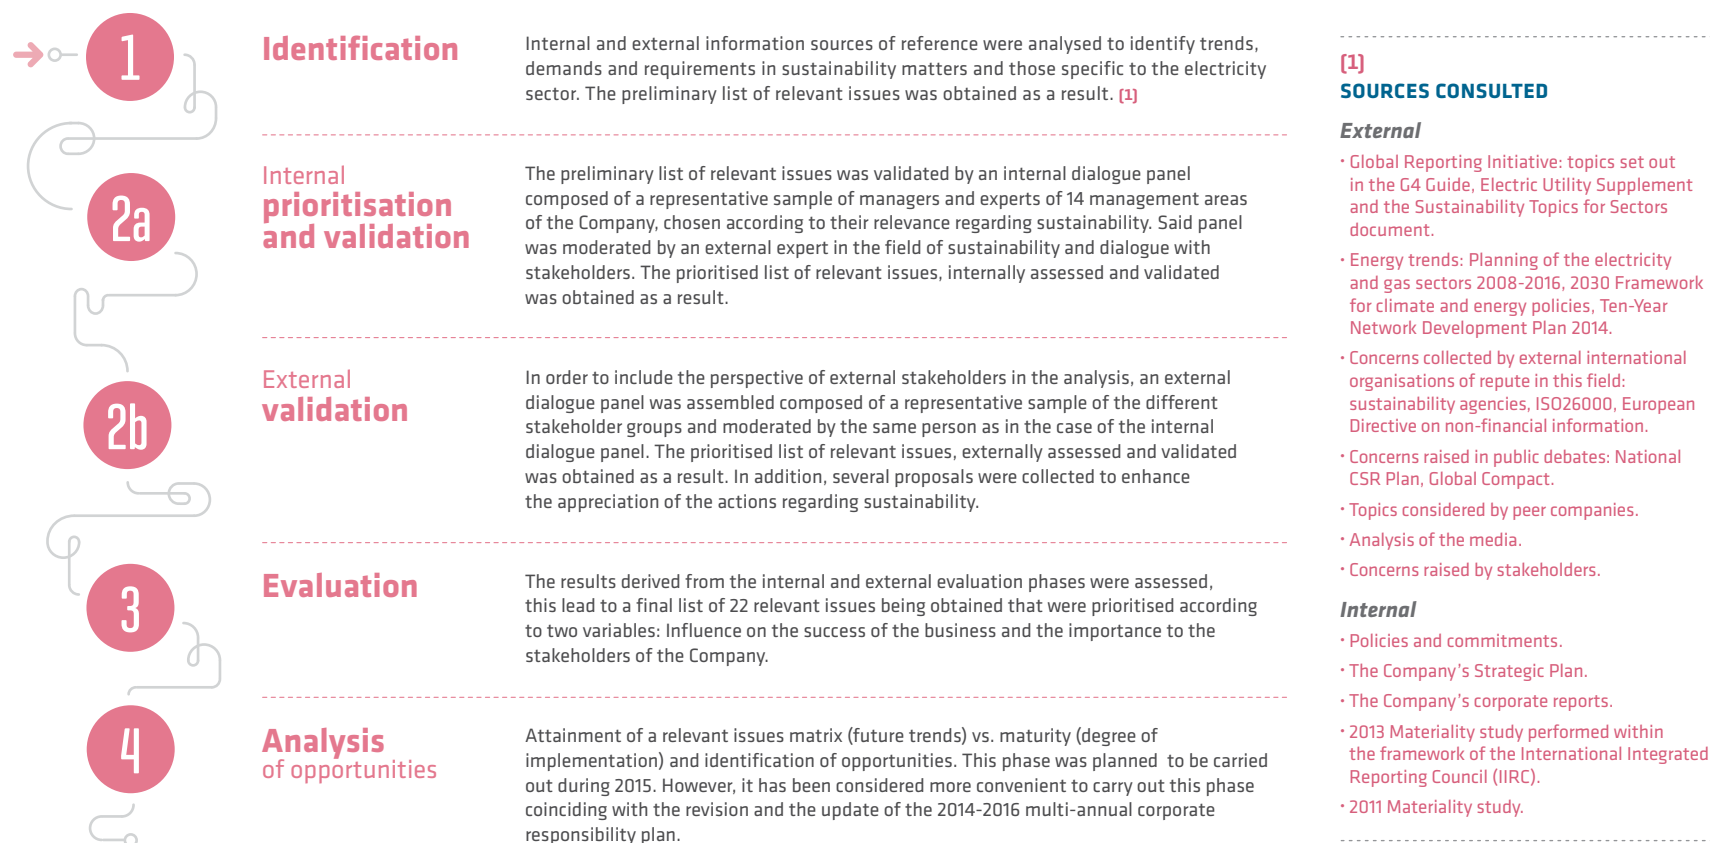 1
Identification
Internal and external information sources of reference were analysed to identify trends,
demands and requirements in sustainability matters and those specific to the electricity
sector. The preliminary list of relevant issues was obtained as a result. (1)
2a
Internal
prioritisation
and validation
The preliminary list of relevant issues was validated by an internal dialogue panel
composed of a representative sample of managers and experts of 14 management areas
of the Company, chosen according to their relevance regarding sustainability. Said panel
was moderated by an external expert in the field of sustainability and dialogue with
stakeholders. The prioritised list of relevant issues, internally assessed and validated
was obtained as a result.
2b
External
validation
In order to include the perspective of external stakeholders in the analysis, an external
dialogue panel was assembled composed of a representative sample of the different
stakeholder groups and moderated by the same person as in the case of the internal
dialogue panel. The prioritised list of relevant issues, externally assessed and validated
was obtained as a result. In addition, several proposals were collected to enhance
the appreciation of the actions regarding sustainability.
3
Evaluation
The results derived from the internal and external evaluation phases were assessed,
this lead to a final list of 22 relevant issues being obtained that were prioritised according
to two variables: Influence on the success of the business and the importance to the
stakeholders of the Company.
4
Analysis
of opportunities
Attainment of a relevant issues matrix (future trends) vs. maturity (degree of
implementation) and identification of opportunities. This phase was planned to be carried
out during 2015. However, it has been considered more convenient to carry out this phase
coinciding with the revision and the update of the 2014-2016 multi-annual corporate
responsibility plan.
(1)
SOURCES CONSULTED
External
· Global Reporting Initiative: topics set out
in the G4 Guide, Electric Utility Supplement
and the Sustainability Topics for Sectors
document.
· Energy trends: Planning of the electricity
and gas sectors 2008-2016, 2030 Framework
for climate and energy policies, Ten-Year
Network Development Plan 2014.
· Concerns collected by external international
organisations of repute in this field:
sustainability agencies, ISO26000, European
Directive on non-financial information.
· Concerns raised in public debates: National
CSR Plan, Global Compact.
· Topics considered by peer companies.
· Analysis of the media.
· Concerns raised by stakeholders.
Internal
· Policies and commitments.
· The Company's Strategic Plan.
· The Company's corporate reports.
· 2013 Materiality study performed within
the framework of the International Integrated
Reporting Council (IIRC).
· 2011 Materiality study.